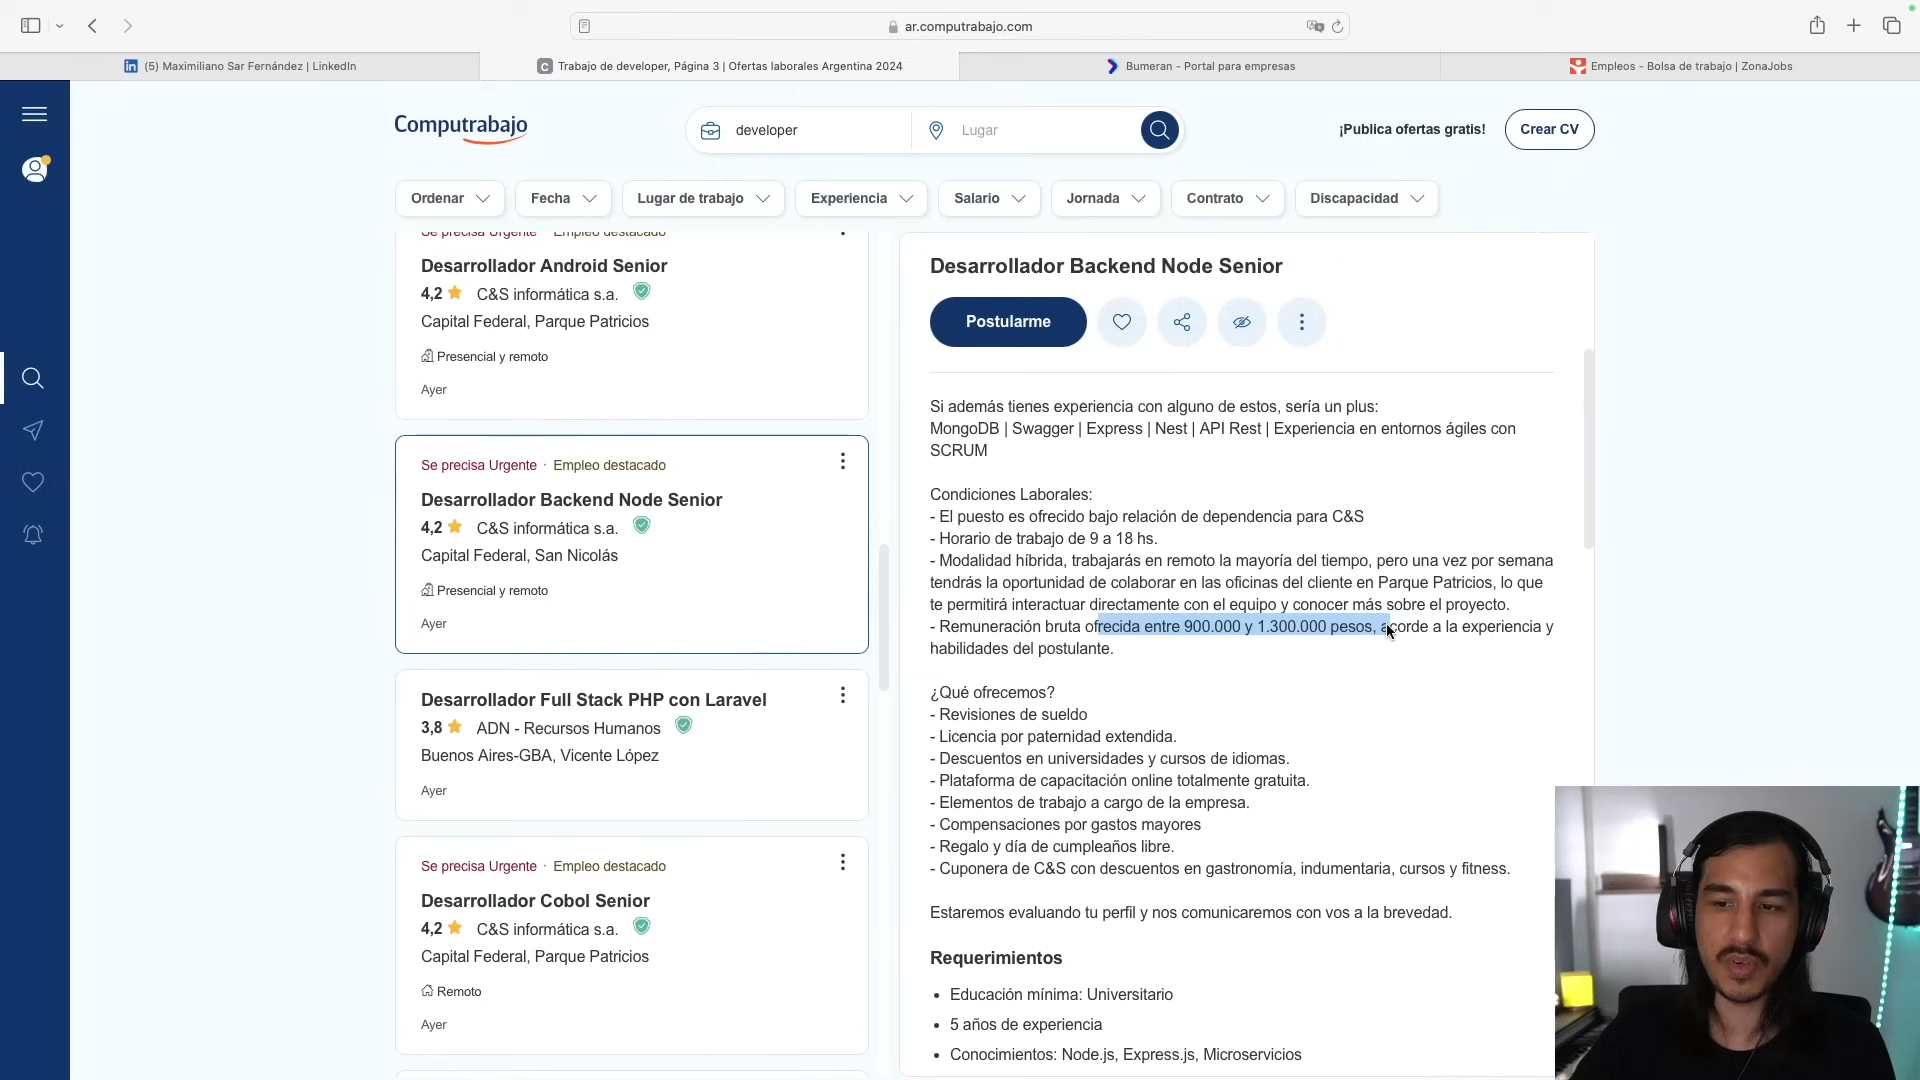 ar.computrabajo.com
(5) Maximiliano Sar Fernández | LinkedIn
Trabajo de developer, Página 3 | Ofertas laborales Argentina 2024
Bumeran - Portal para empresas
Empleos - Bolsa de trabajo | ZonaJobs
Computrabajo
developer
Lugar
¡Publica ofertas gratis!
Crear CV
Ordenar
Fecha
Lugar de trabajo
Experiencia
Salario
Jornada
Contrato
Discapacidad
Se precisa Urgente · Empleo destacado
Desarrollador Android Senior
4,2 C&S informática s.a.
Capital Federal, Parque Patricios
Presencial y remoto
Ayer
Se precisa Urgente · Empleo destacado
Desarrollador Backend Node Senior
4,2 C&S informática s.a.
Capital Federal, San Nicolás
Presencial y remoto
Ayer
Desarrollador Full Stack PHP con Laravel
3,8 ADN - Recursos Humanos
Buenos Aires-GBA, Vicente López
Ayer
Se precisa Urgente · Empleo destacado
Desarrollador Cobol Senior
4,2 C&S informática s.a.
Capital Federal, Parque Patricios
Remoto
Ayer
Desarrollador Backend Node Senior
Postularme
Si además tienes experiencia con alguno de estos, sería un plus:
MongoDB | Swagger | Express | Nest | API Rest | Experiencia en entornos ágiles con
SCRUM
Condiciones Laborales:
- El puesto es ofrecido bajo relación de dependencia para C&S
- Horario de trabajo de 9 a 18 hs.
- Modalidad híbrida, trabajarás en remoto la mayoría del tiempo, pero una vez por semana
tendrás la oportunidad de colaborar en las oficinas del cliente en Parque Patricios, lo que
te permitirá interactuar directamente con el equipo y conocer más sobre el proyecto.
- Remuneración bruta ofrecida entre 900.000 y 1.300.000 pesos, acorde a la experiencia y
habilidades del postulante.
¿Qué ofrecemos?
- Revisiones de sueldo
- Licencia por paternidad extendida.
- Descuentos en universidades y cursos de idiomas.
- Plataforma de capacitación online totalmente gratuita.
- Elementos de trabajo a cargo de la empresa.
- Compensaciones por gastos mayores
- Regalo y día de cumpleaños libre.
- Cuponera de C&S con descuentos en gastronomía, indumentaria, cursos y fitness.
Estaremos evaluando tu perfil y nos comunicaremos con vos a la brevedad.
Requerimientos
• Educación mínima: Universitario
• 5 años de experiencia
• Conocimientos: Node.js, Express.js, Microservicios